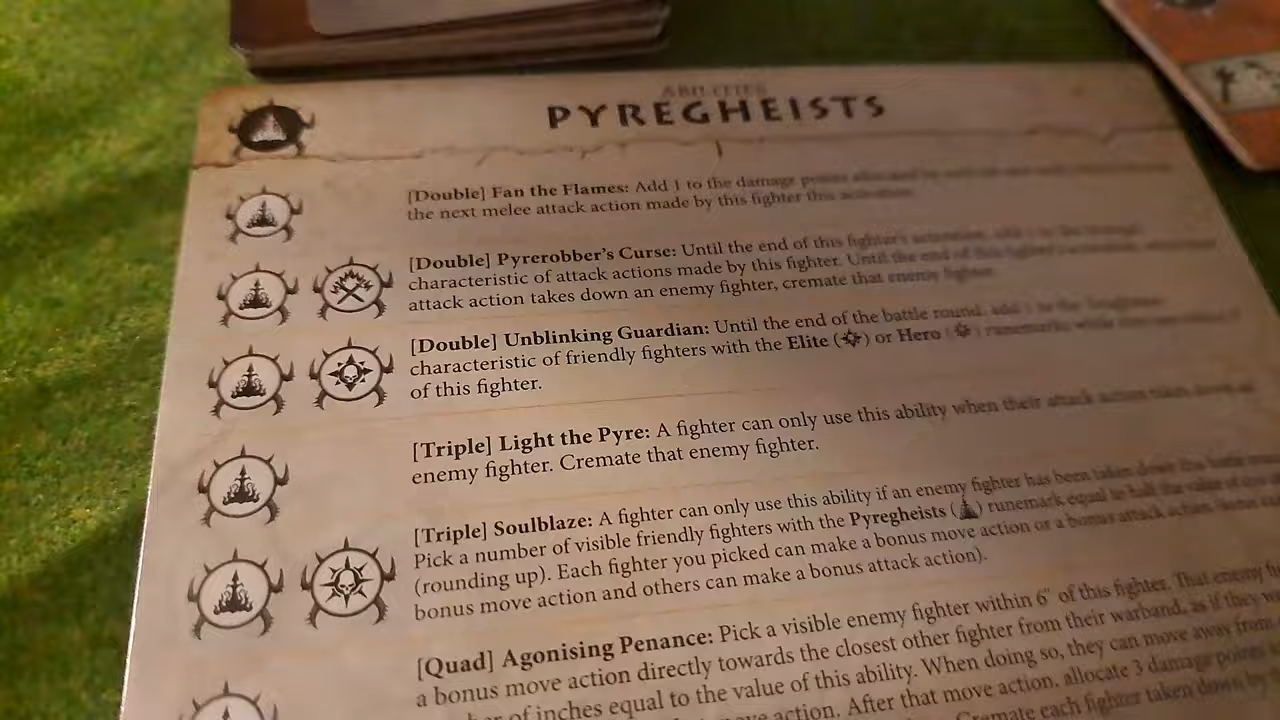 ABILITIES
PYREGHEISTS
[Double] Fan the Flames: Add 1 to the damage points allocated by
the next melee attack action made by this fighter this activation.
[Double] Pyrerobber's Curse: Until the end of this fighter's activation, add 1 to the
characteristic of attack actions made by this fighter. Until the end of this fighter's
attack action takes down an enemy fighter, cremate that enemy fighter.
[Double] Unblinking Guardian: Until the end of the battle round, add 1 to the Toughness
characteristic of friendly fighters with the Elite ( ) or Hero ( ) runemarks while
of this fighter.
[Triple] Light the Pyre: A fighter can only use this ability when their attack action takes down an
enemy fighter. Cremate that enemy fighter.
[Triple] Soulblaze: A fighter can only use this ability if an enemy fighter has been taken down this battle
Pick a number of visible friendly fighters with the Pyregheists ( ) runemark equal to half the value of
(rounding up). Each fighter you picked can make a bonus move action or a bonus attack action
bonus move action and others can make a bonus attack action).
[Quad] Agonising Penance: Pick a visible enemy fighter within 6" of this fighter. That enemy
a bonus move action directly towards the closest other fighter from their warband, as if they
of inches equal to the value of this ability. When doing so, they can move away from
action. After that move action, allocate 3 damage points
Cremate each fighter taken down by